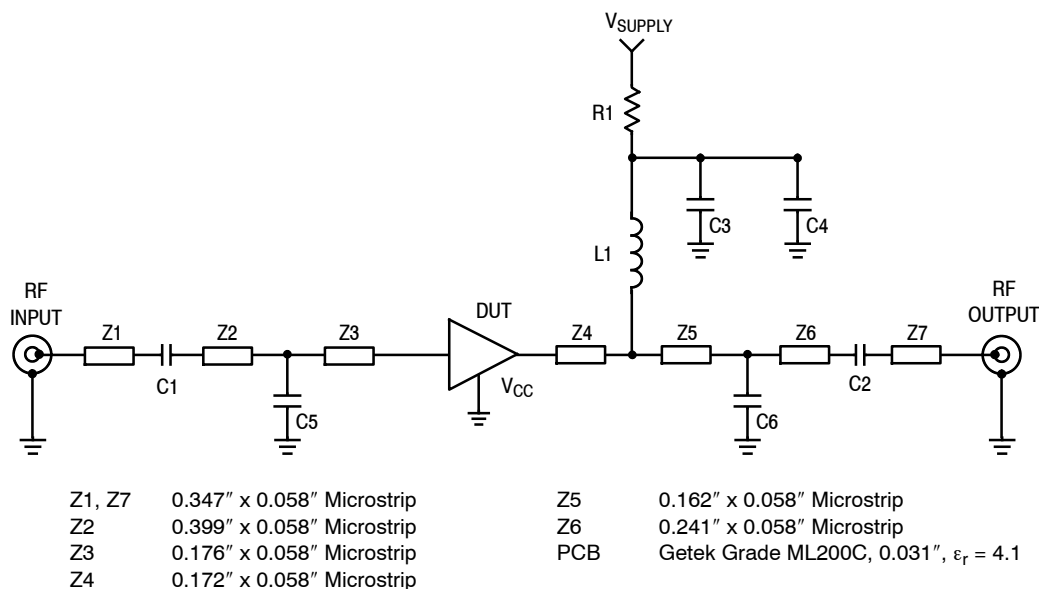 V_SUPPLY
R1
C3
C4
L1
RF
INPUT
Z1
Z2
Z3
DUT
Z4
Z5
Z6
Z7
RF
OUTPUT
C1
V_CC
C2
C5
C6
Z1, Z7 0.347″ x 0.058″ Microstrip
Z2 0.399″ x 0.058″ Microstrip
Z3 0.176″ x 0.058″ Microstrip
Z4 0.172″ x 0.058″ Microstrip
Z5 0.162″ x 0.058″ Microstrip
Z6 0.241″ x 0.058″ Microstrip
PCB Getek Grade ML200C, 0.031″, ε_r = 4.1